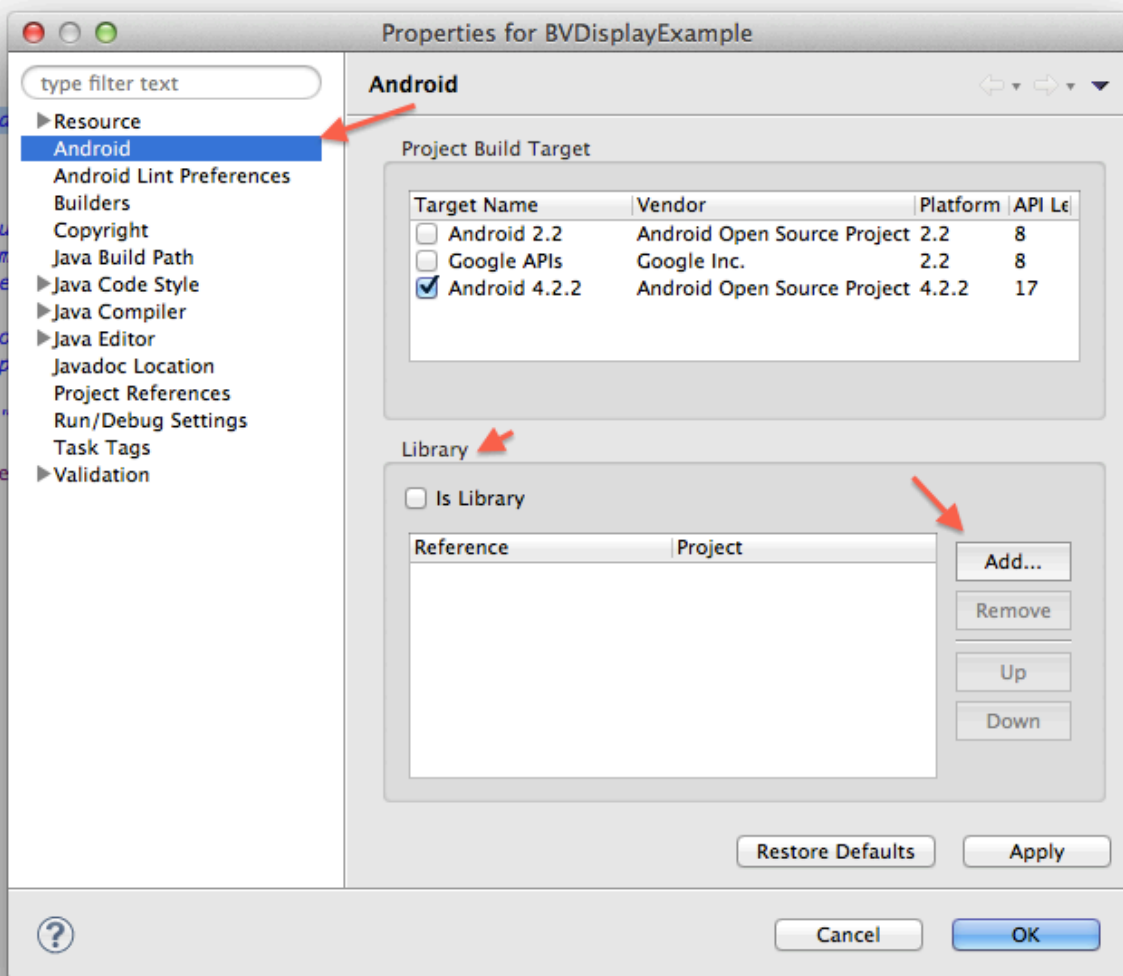 Properties for BVDisplayExample
type filter text
Resource
Android
Android Lint Preferences
Builders
Copyright
Java Build Path
Java Code Style
Java Compiler
Java Editor
Javadoc Location
Project References
Run/Debug Settings
Task Tags
Validation
Android
Project Build Target
Target Name Vendor Platform API Le
Android 2.2 Android Open Source Project 2.2 8
Google APIs Google Inc. 2.2 8
Android 4.2.2 Android Open Source Project 4.2.2 17
Library
Is Library
Reference Project
Add...
Remove
Up
Down
Restore Defaults Apply
? Cancel OK